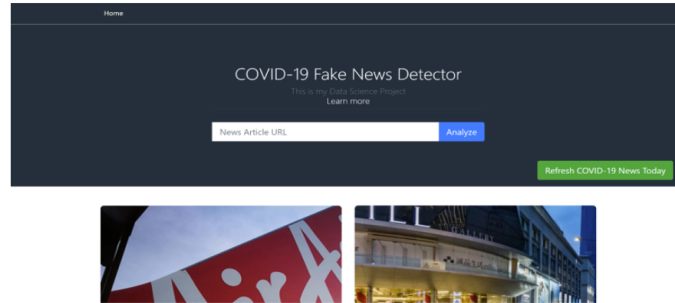 Home
COVID-19 Fake News Detector
This is my Data Science Project
Learn more
News Article URL
Analyze
Refresh COVID-19 News Today
AirA